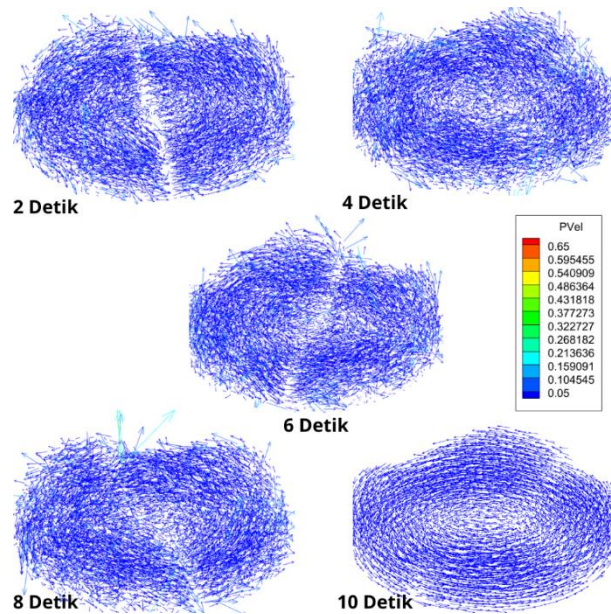 2 Detik
4 Detik
PVel
0.65
0.595455
0.540909
0.486364
0.431818
0.377273
0.322727
0.268182
0.213636
0.159091
0.104545
0.05
6 Detik
8 Detik
10 Detik